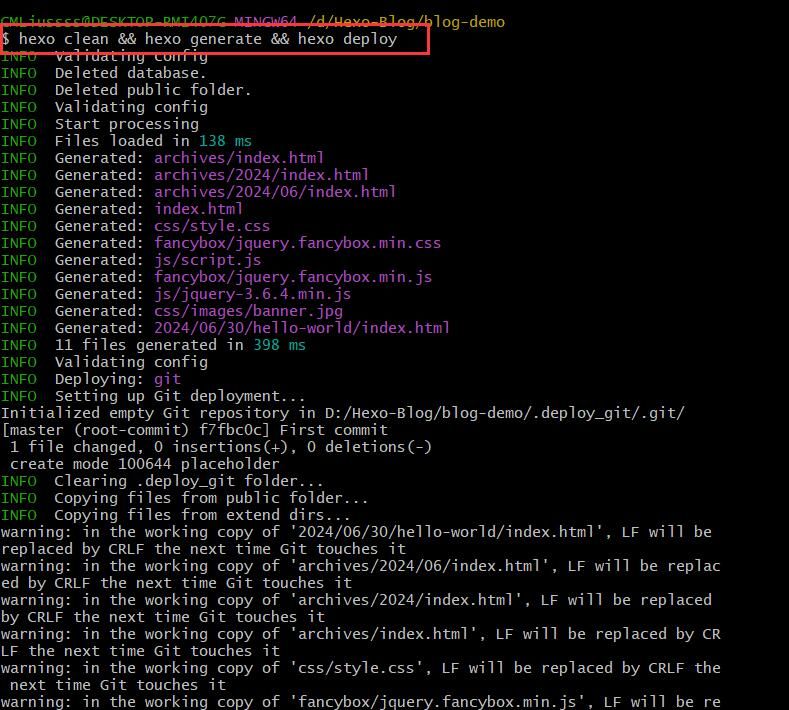 CMLiussss@DESKTOP-RMI4O7G MINGW64 /d/Hexo-Blog/blog-demo
$ hexo clean && hexo generate && hexo deploy
INFO  Validating config
INFO  Deleted database.
INFO  Deleted public folder.
INFO  Validating config
INFO  Start processing
INFO  Files loaded in 138 ms
INFO  Generated: archives/index.html
INFO  Generated: archives/2024/index.html
INFO  Generated: archives/2024/06/index.html
INFO  Generated: index.html
INFO  Generated: css/style.css
INFO  Generated: fancybox/jquery.fancybox.min.css
INFO  Generated: js/script.js
INFO  Generated: fancybox/jquery.fancybox.min.js
INFO  Generated: js/jquery-3.6.4.min.js
INFO  Generated: css/images/banner.jpg
INFO  Generated: 2024/06/30/hello-world/index.html
INFO  11 files generated in 398 ms
INFO  Validating config
INFO  Deploying: git
INFO  Setting up Git deployment...
Initialized empty Git repository in D:/Hexo-Blog/blog-demo/.deploy_git/.git/
[master (root-commit) f7fbc0c] First commit
 1 file changed, 0 insertions(+), 0 deletions(-)
 create mode 100644 placeholder
INFO  Clearing .deploy_git folder...
INFO  Copying files from public folder...
INFO  Copying files from extend dirs...
warning: in the working copy of '2024/06/30/hello-world/index.html', LF will be
replaced by CRLF the next time Git touches it
warning: in the working copy of 'archives/2024/06/index.html', LF will be replac
ed by CRLF the next time Git touches it
warning: in the working copy of 'archives/2024/index.html', LF will be replaced
by CRLF the next time Git touches it
warning: in the working copy of 'archives/index.html', LF will be replaced by CR
LF the next time Git touches it
warning: in the working copy of 'css/style.css', LF will be replaced by CRLF the
 next time Git touches it
warning: in the working copy of 'fancybox/jquery.fancybox.min.js', LF will be re